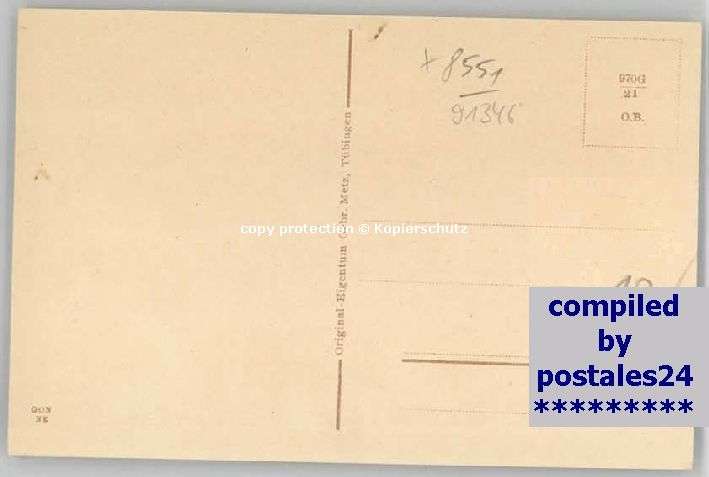 + 8551
91346
970G
21
O.B.
Original-Eigentum Gebr. Metz, Tübingen
copy protection © Kopierschutz
compiled
by
postales24
*********